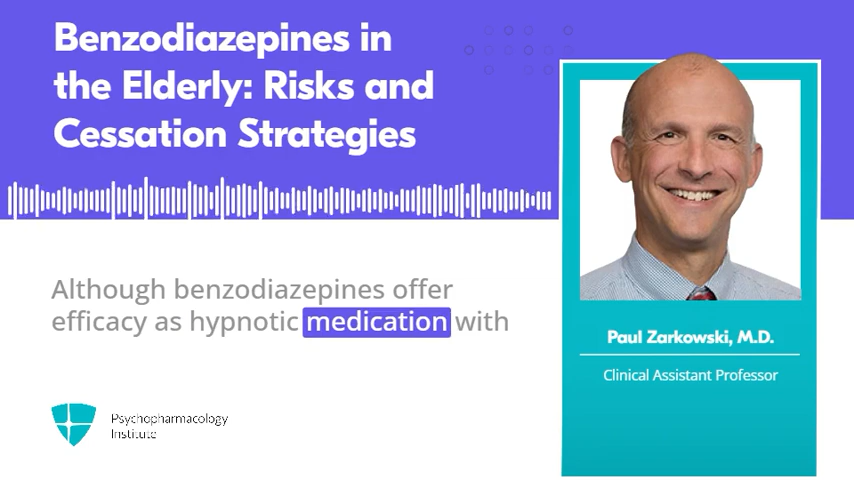 Benzodiazepines in
the Elderly: Risks and
Cessation Strategies
Although benzodiazepines offer
efficacy as hypnotic medication with
Psychopharmacology
Institute
Paul Zarkowski, M.D.
Clinical Assistant Professor